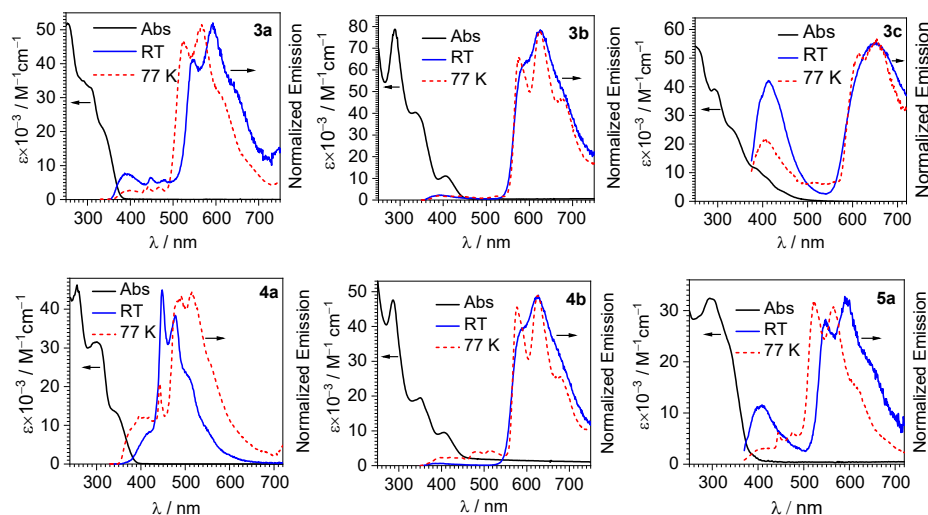 3a
Abs
RT
77 K
ε×10⁻³ / M⁻¹cm⁻¹
50
40
30
20
10
0
300 400 500 600 700
λ / nm
Normalized Emission
3b
Abs
RT
77 K
ε×10⁻³ / M⁻¹cm⁻¹
80
60
40
20
0
300 400 500 600 700
λ / nm
Normalized Emission
3c
Abs
RT
77 K
ε×10⁻³ / M⁻¹cm⁻¹
60
50
40
30
20
10
0
300 400 500 600 700
λ / nm
Normalized Emission
4a
Abs
RT
77 K
ε×10⁻³ / M⁻¹cm⁻¹
40
30
20
10
0
300 400 500 600 700
λ / nm
Normalized Emission
4b
Abs
RT
77 K
ε×10⁻³ / M⁻¹cm⁻¹
50
40
30
20
10
0
300 400 500 600 700
λ / nm
Normalized Emission
5a
Abs
RT
77 K
ε×10⁻³ / M⁻¹cm⁻¹
30
20
10
0
300 400 500 600 700
λ / nm
Normalized Emission